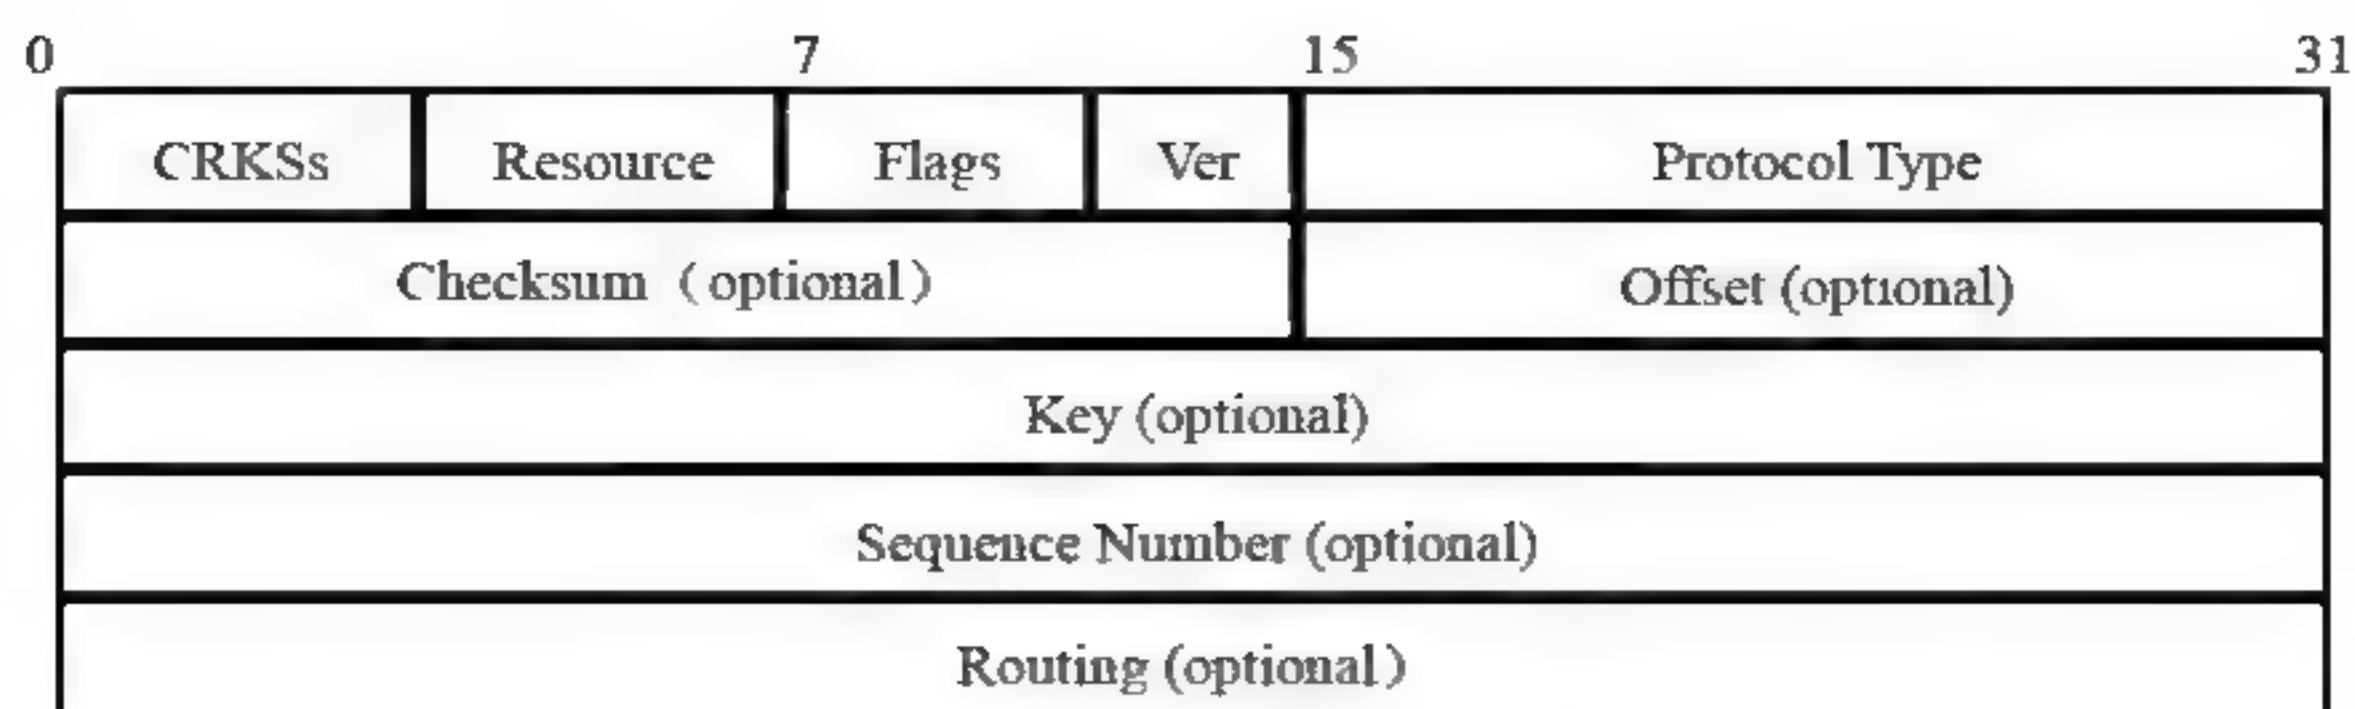 0 7 15 31
CRKSs Resource Flags Ver Protocol Type
Checksum （optional） Offset (optional)
Key (optional)
Sequence Number (optional)
Routing (optional）